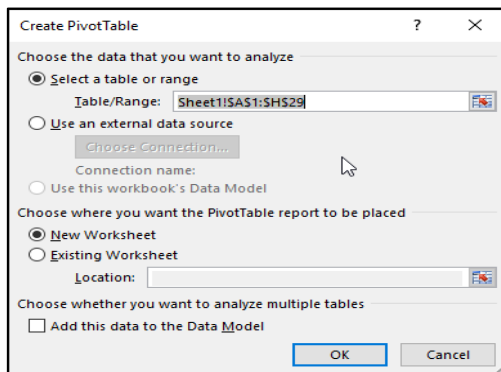 Create PivotTable ? ×
Choose the data that you want to analyze
Select a table or range
Table/Range: Sheet1!$A$1:$H$29
Use an external data source
Choose Connection...
Connection name:
Use this workbook's Data Model
Choose where you want the PivotTable report to be placed
New Worksheet
Existing Worksheet
Location:
Choose whether you want to analyze multiple tables
Add this data to the Data Model
OK Cancel